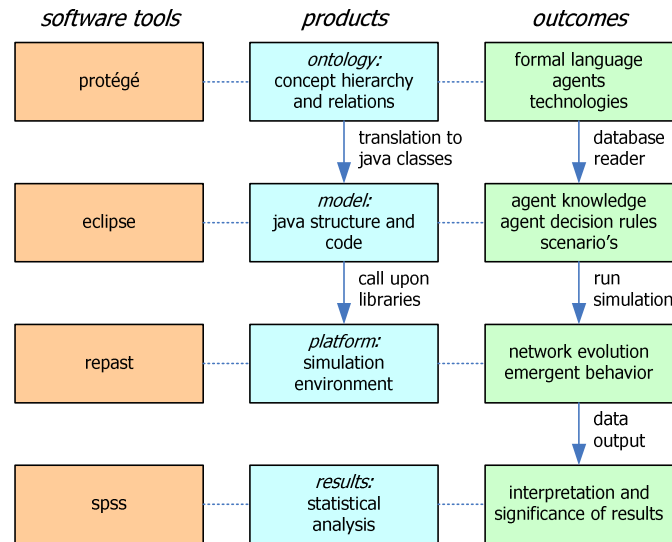 software tools
products
outcomes
protégé
ontology:
concept hierarchy
and relations
formal language
agents
technologies
translation to
java classes
database
reader
eclipse
model:
java structure and
code
agent knowledge
agent decision rules
scenario's
call upon
libraries
run
simulation
repast
platform:
simulation
environment
network evolution
emergent behavior
data
output
spss
results:
statistical
analysis
interpretation and
significance of results